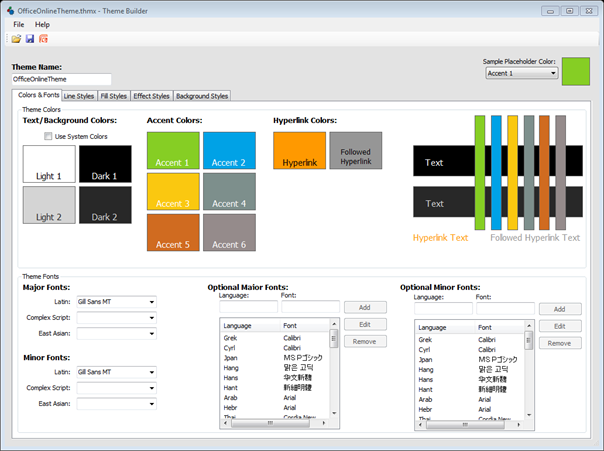 OfficeOnlineTheme.thmx - Theme Builder
File Help
Theme Name:
OfficeOnlineTheme
Sample Placeholder Color:
Accent 1
Colors & Fonts Line Styles Fill Styles Effect Styles Background Styles
Theme Colors
Text/Background Colors: Accent Colors: Hyperlink Colors:
Use System Colors
Light 1 Dark 1 Accent 1 Accent 2 Hyperlink Followed Hyperlink Text
Light 2 Dark 2 Accent 3 Accent 4 Text
Accent 5 Accent 6 Hyperlink Text Followed Hyperlink Text
Theme Fonts
Major Fonts:
Latin: Gill Sans MT
Complex Script:
East Asian:
Minor Fonts:
Latin: Gill Sans MT
Complex Script:
East Asian:
Optional Major Fonts:
Language: Font:
Add
Edit
Remove
Language Font
Grek Calibri
Cyrl Calibri
Jpan ＭＳ Ｐゴシック
Hang 맑은 고딕
Hans 华文新魏
Hant 新細明體
Arab Arial
Hebr Arial
Thai Cordia New
Optional Minor Fonts:
Language: Font:
Add
Edit
Remove
Language Font
Grek Calibri
Cyrl Calibri
Jpan ＭＳ Ｐゴシック
Hang 맑은 고딕
Hans 华文新魏
Hant 新細明體
Arab Arial
Hebr Arial
Thai Cordia New